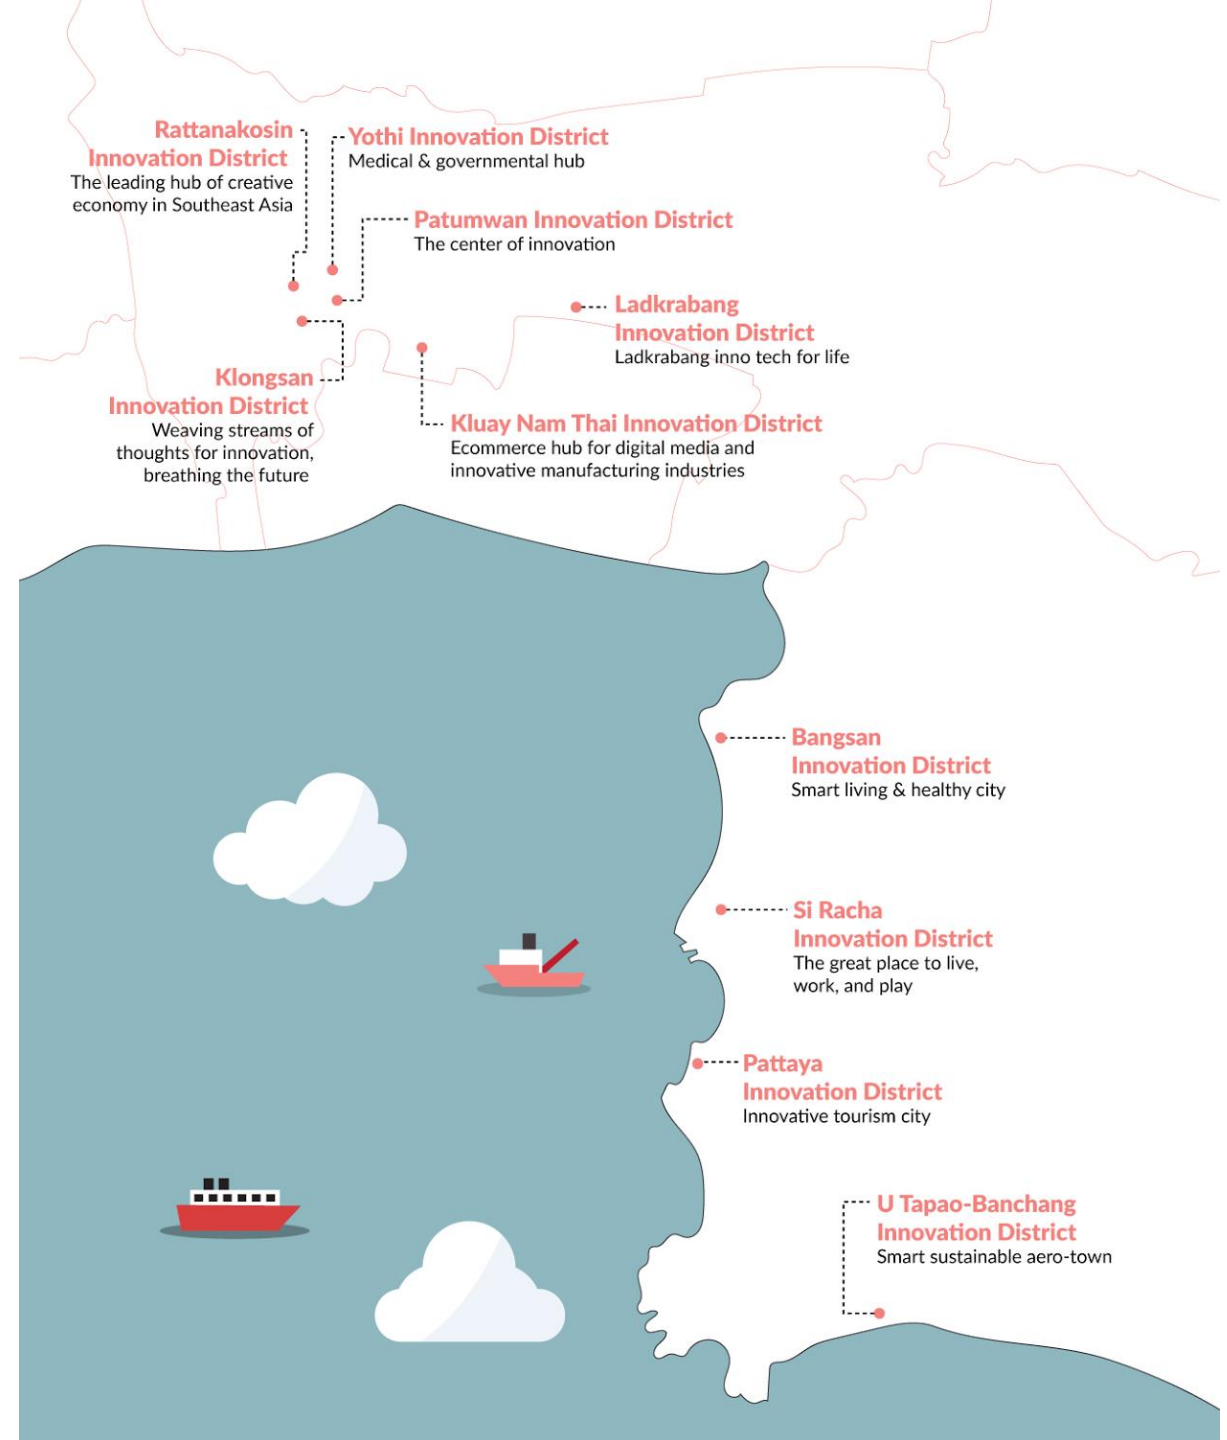 Rattanakosin
Innovation District
The leading hub of creative
economy in Southeast Asia
Yothi Innovation District
Medical & governmental hub
Patumwan Innovation District
The center of innovation
Ladkrabang
Innovation District
Ladkrabang inno tech for life
Klongsan
Innovation District
Weaving streams of
thoughts for innovation,
breathing the future
Kluay Nam Thai Innovation District
Ecommerce hub for digital media and
innovative manufacturing industries
Bangsan
Innovation District
Smart living & healthy city
Si Racha
Innovation District
The great place to live,
work, and play
Pattaya
Innovation District
Innovative tourism city
U Tapao-Banchang
Innovation District
Smart sustainable aero-town